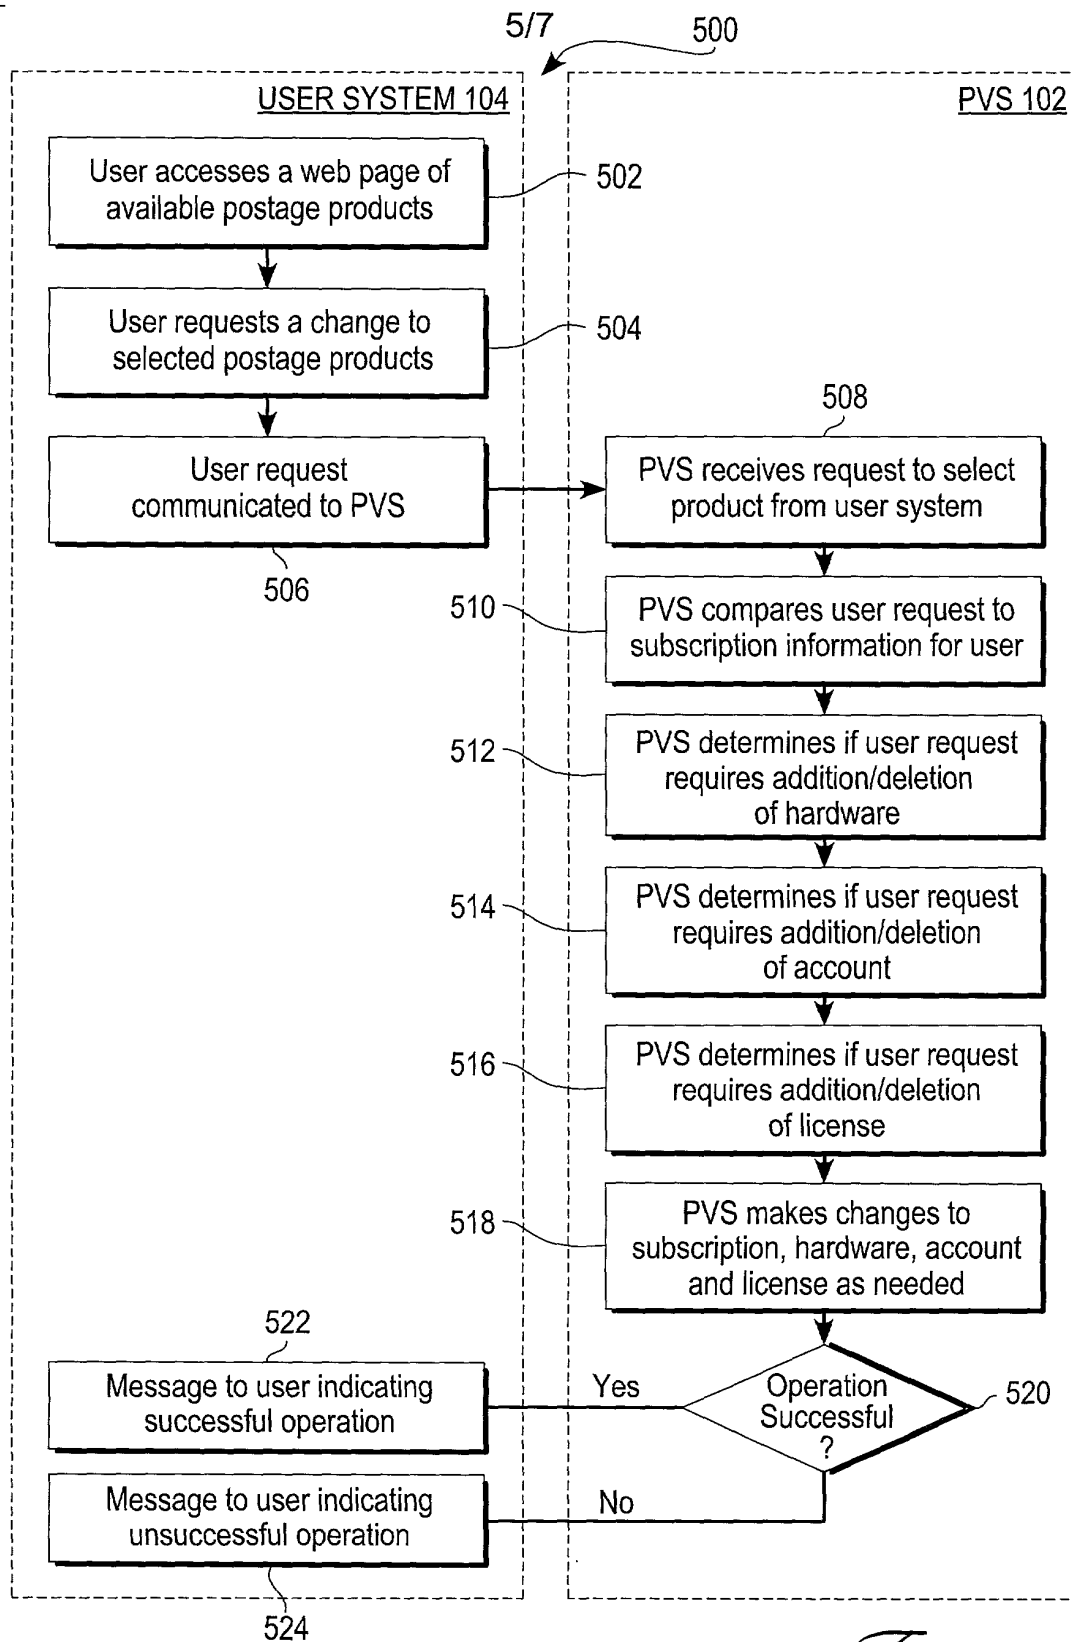 5/7
500
USER SYSTEM 104
PVS 102
User accesses a web page of
available postage products
502
User requests a change to
selected postage products
504
User request
communicated to PVS
506
508
PVS receives request to select
product from user system
510
PVS compares user request to
subscription information for user
512
PVS determines if user request
requires addition/deletion
of hardware
514
PVS determines if user request
requires addition/deletion
of account
516
PVS determines if user request
requires addition/deletion
of license
518
PVS makes changes to
subscription, hardware, account
and license as needed
Operation
Successful
?
520
Yes
522
Message to user indicating
successful operation
No
Message to user indicating
unsuccessful operation
524